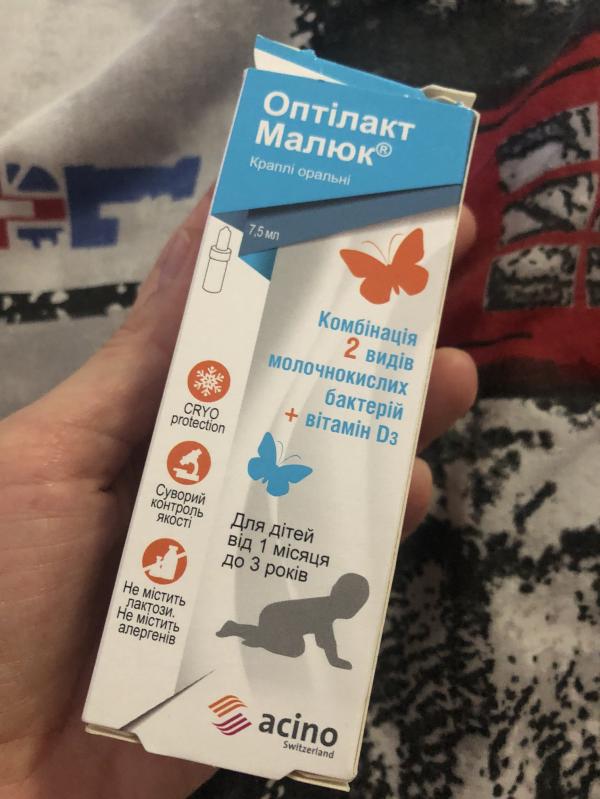 Оптілакт
Малюк®
Краплі оральні
7,5 мл
Комбінація
2 видів
молочнокислих
бактерій
+ вітамін D3
CRYO
protection
Суворий
контроль
якості
Для дітей
від 1 місяця
до 3 років
Не містить
лактози.
Не містить
алергенів
acino
Switzerland